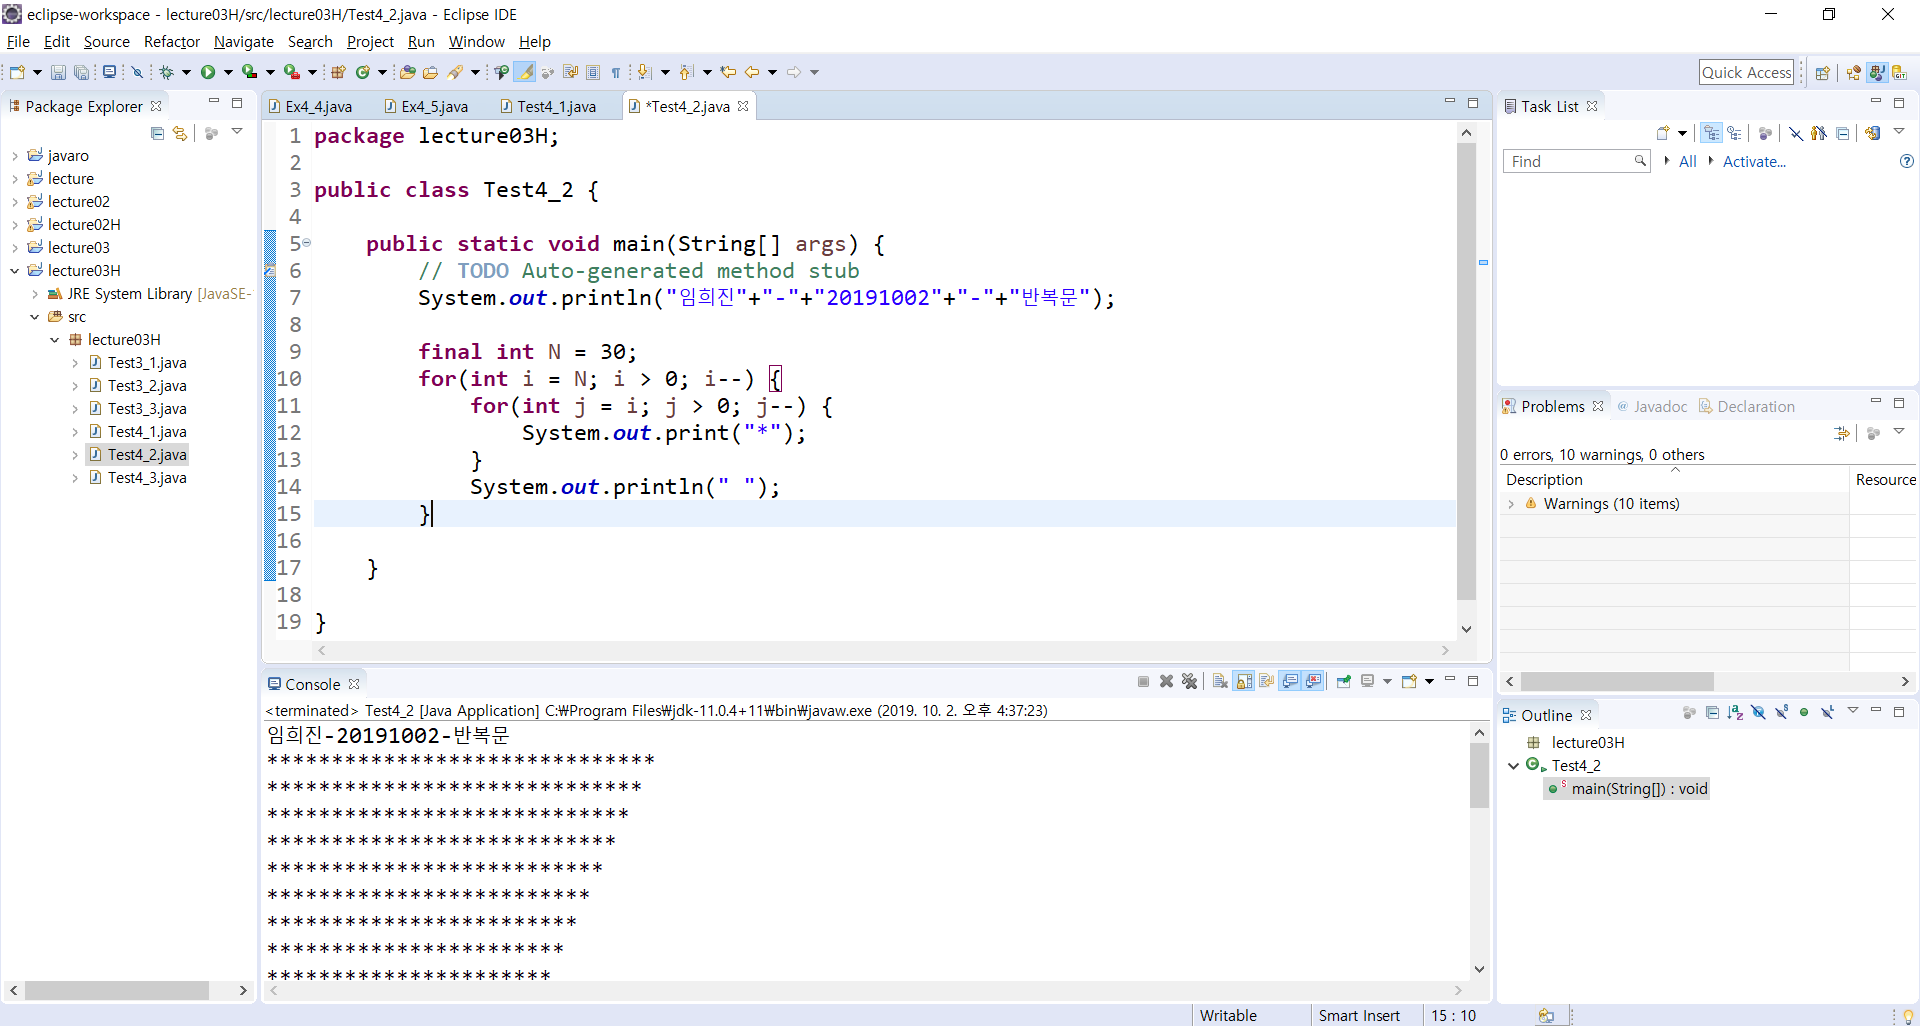 eclipse-workspace - lecture03H/src/lecture03H/Test4_2.java - Eclipse IDE
File Edit Source Refactor Navigate Search Project Run Window Help
Quick Access
Package Explorer
javaro
lecture
lecture02
lecture02H
lecture03
lecture03H
JRE System Library [JavaSE-
src
lecture03H
Test3_1.java
Test3_2.java
Test3_3.java
Test4_1.java
Test4_2.java
Test4_3.java
Ex4_4.java Ex4_5.java Test4_1.java *Test4_2.java
1 package lecture03H;
2
3 public class Test4_2 {
4
5 public static void main(String[] args) {
6 // TODO Auto-generated method stub
7 System.out.println("임희진"+"-"+"20191002"+"-"+"반복문");
8
9 final int N = 30;
10 for(int i = N; i > 0; i--) {
11 for(int j = i; j > 0; j--) {
12 System.out.print("*");
13 }
14 System.out.println(" ");
15 }
16
17 }
18
19 }
Console
<terminated> Test4_2 [Java Application] C:₩Program Files₩jdk-11.0.4+11₩bin₩javaw.exe (2019. 10. 2. 오후 4:37:23)
임희진-20191002-반복문
******************************
*****************************
****************************
***************************
**************************
*************************
************************
***********************
**********************
Task List
Find All Activate...
Problems Javadoc Declaration
0 errors, 10 warnings, 0 others
Description Resource
Warnings (10 items)
Outline
lecture03H
Test4_2
main(String[]) : void
Writable Smart Insert 15 : 10